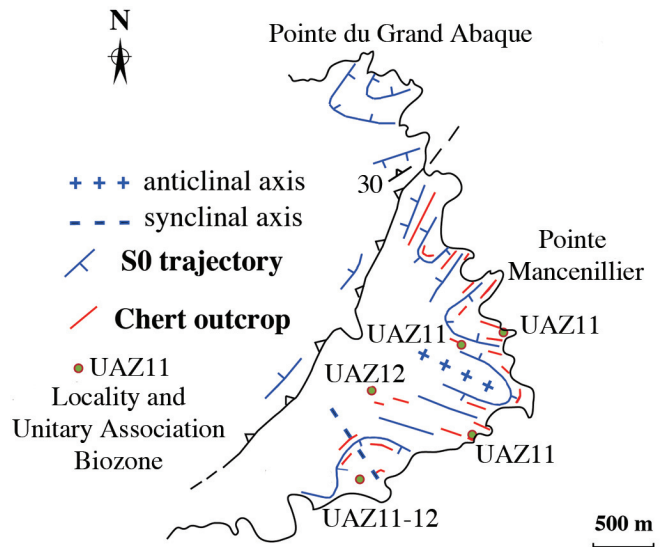 N
Pointe du Grand Abaque
anticlinal axis
30
synclinal axis
S0 trajectory
Pointe
Mancenillier
Chert outcrop
UAZ11
UAZ11
UAZ11
Locality and
Unitary Association
Biozone
UAZ12
UAZ11
UAZ11-12
500 m